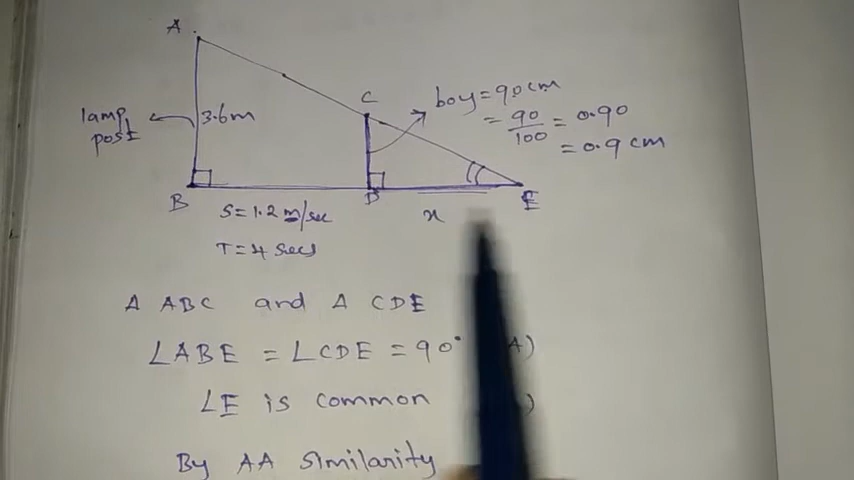 A
lamp post
3.6m
C
boy = 90 cm
= 90/100 = 0.90
= 0.9 cm
B
D
E
S = 1.2 m/sec
x
T = 4 secs
Δ ABC and Δ CDE
∠ABE = ∠CDE = 90° A)
∠E is common )
By AA Similarity